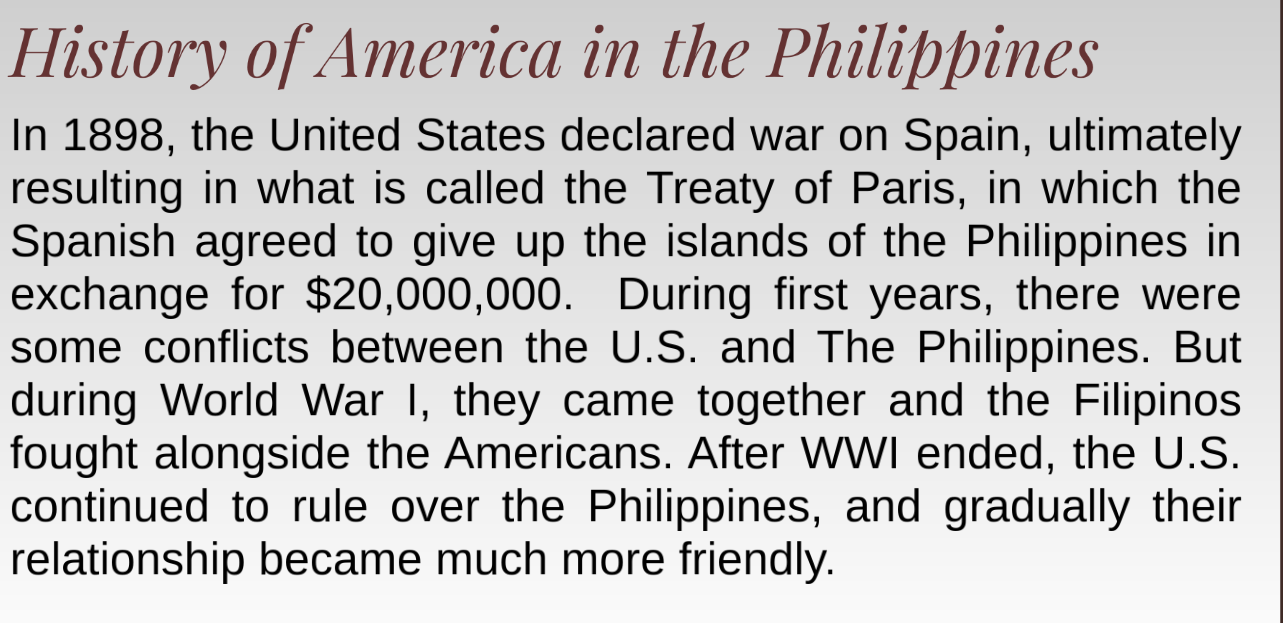 History of America in the Philippines
In 1898, the United States declared war on Spain, ultimately
resulting in what is called the Treaty of Paris, in which the
Spanish agreed to give up the islands of the Philippines in
exchange for $20,000,000.  During first years, there were
some conflicts between the U.S. and The Philippines. But
during World War I, they came together and the Filipinos
fought alongside the Americans. After WWI ended, the U.S.
continued to rule over the Philippines, and gradually their
relationship became much more friendly.